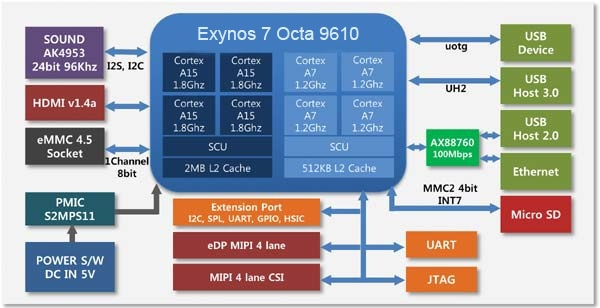 Exynos 7 Octa 9610
SOUND
AK4953
24bit 96Khz
I2S, I2C
HDMI v1.4a
eMMC 4.5
Socket
1Channel
8bit
PMIC
S2MPS11
POWER S/W
DC IN 5V
Cortex
A15
1.8Ghz
Cortex
A15
1.8Ghz
Cortex
A7
1.2Ghz
Cortex
A7
1.2Ghz
Cortex
A15
1.8Ghz
Cortex
A15
1.8Ghz
Cortex
A7
1.2Ghz
Cortex
A7
1.2Ghz
SCU
SCU
2MB L2 Cache
512KB L2 Cache
uotg
USB
Device
UH2
USB
Host 3.0
AX88760
100Mbps
USB
Host 2.0
Ethernet
MMC2 4bit
INT7
Micro SD
Extension Port
I2C, SPL, UART, GPIO, HSIC
eDP MIPI 4 lane
UART
MIPI 4 lane CSI
JTAG